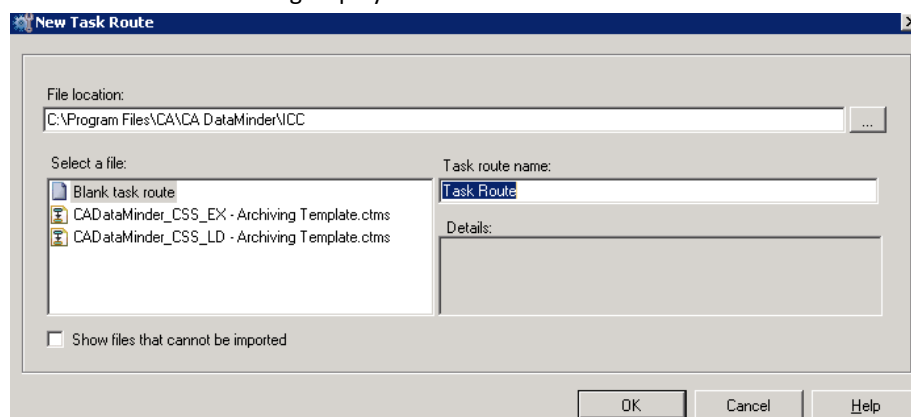 New Task Route
File location:
C:\Program Files\CA\CA DataMinder\ICC
...
Select a file:
Blank task route
CADataMinder_CSS_EX - Archiving Template.ctms
CADataMinder_CSS_LD - Archiving Template.ctms
Task route name:
Task Route
Details:
Show files that cannot be imported
OK
Cancel
Help